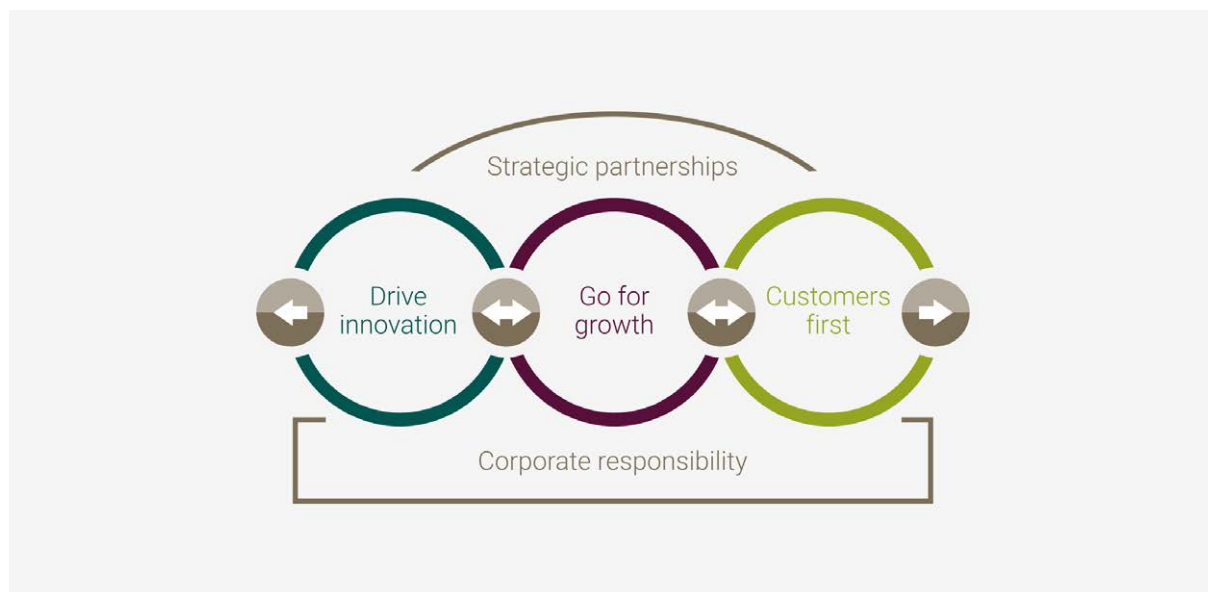 Strategic partnerships
Drive
innovation
Go for
growth
Customers
first
Corporate responsibility